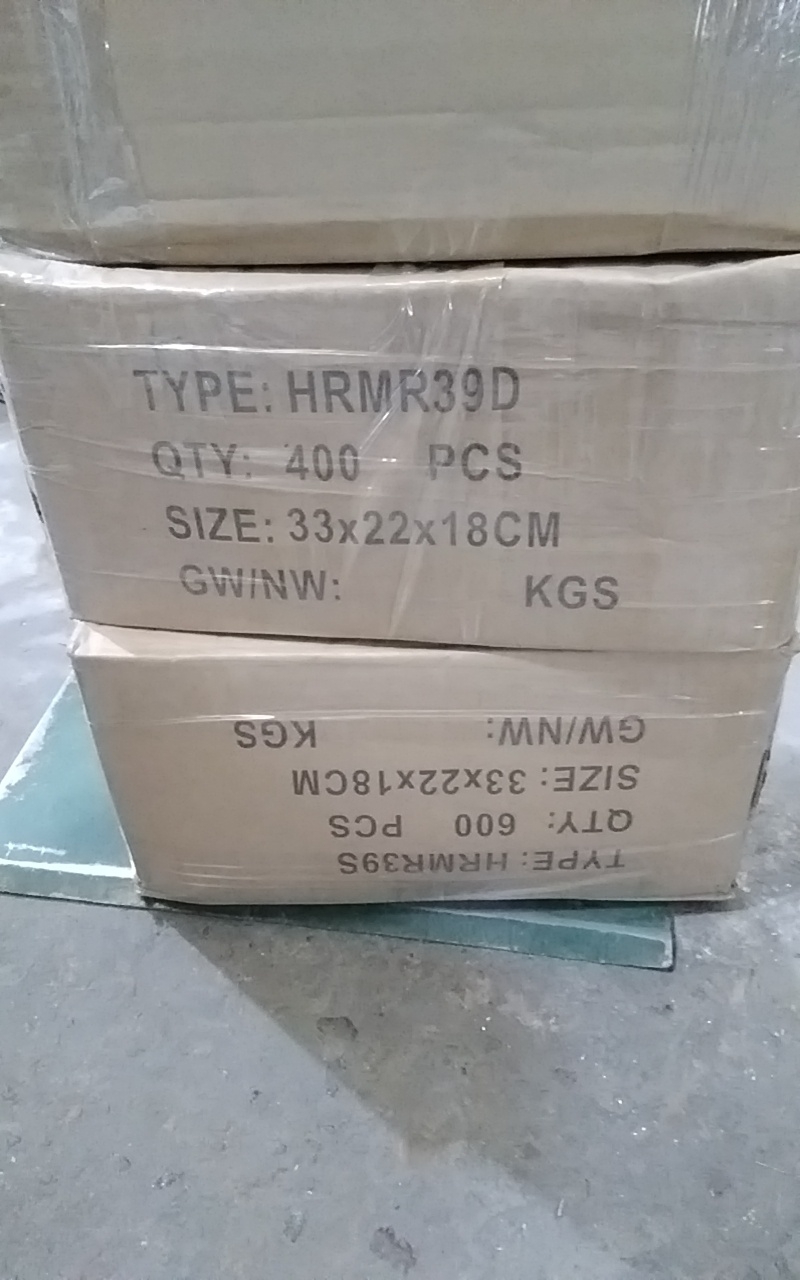 TYPE: HRMR39D
QTY: 400 PCS
SIZE: 33x22x18CM
GW/NW: KGS
TYPE: HRMR39S
QTY: 600 PCS
SIZE: 33x22x18CM
GW/NW: KGS